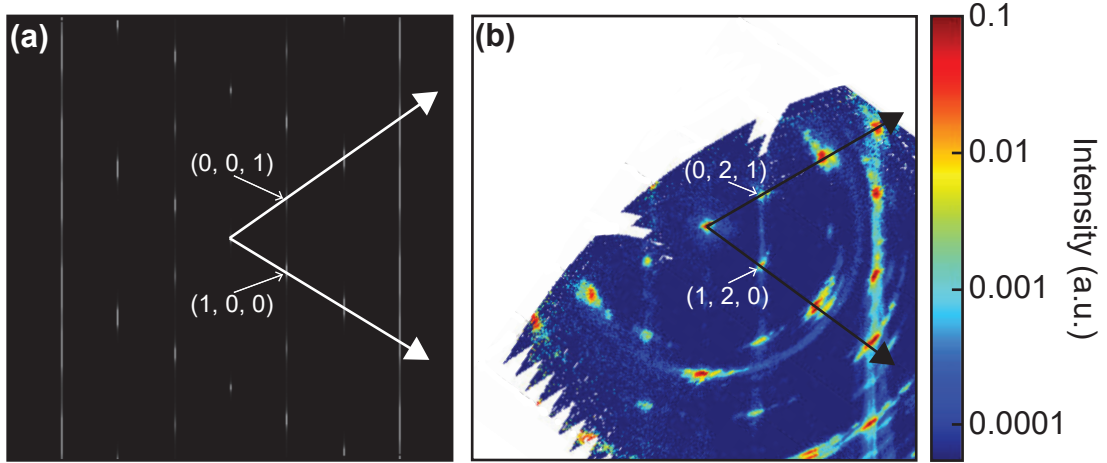 (a)
(0, 0, 1)
(1, 0, 0)
(b)
(0, 2, 1)
(1, 2, 0)
0.1
0.01
0.001
0.0001
Intensity (a.u.)